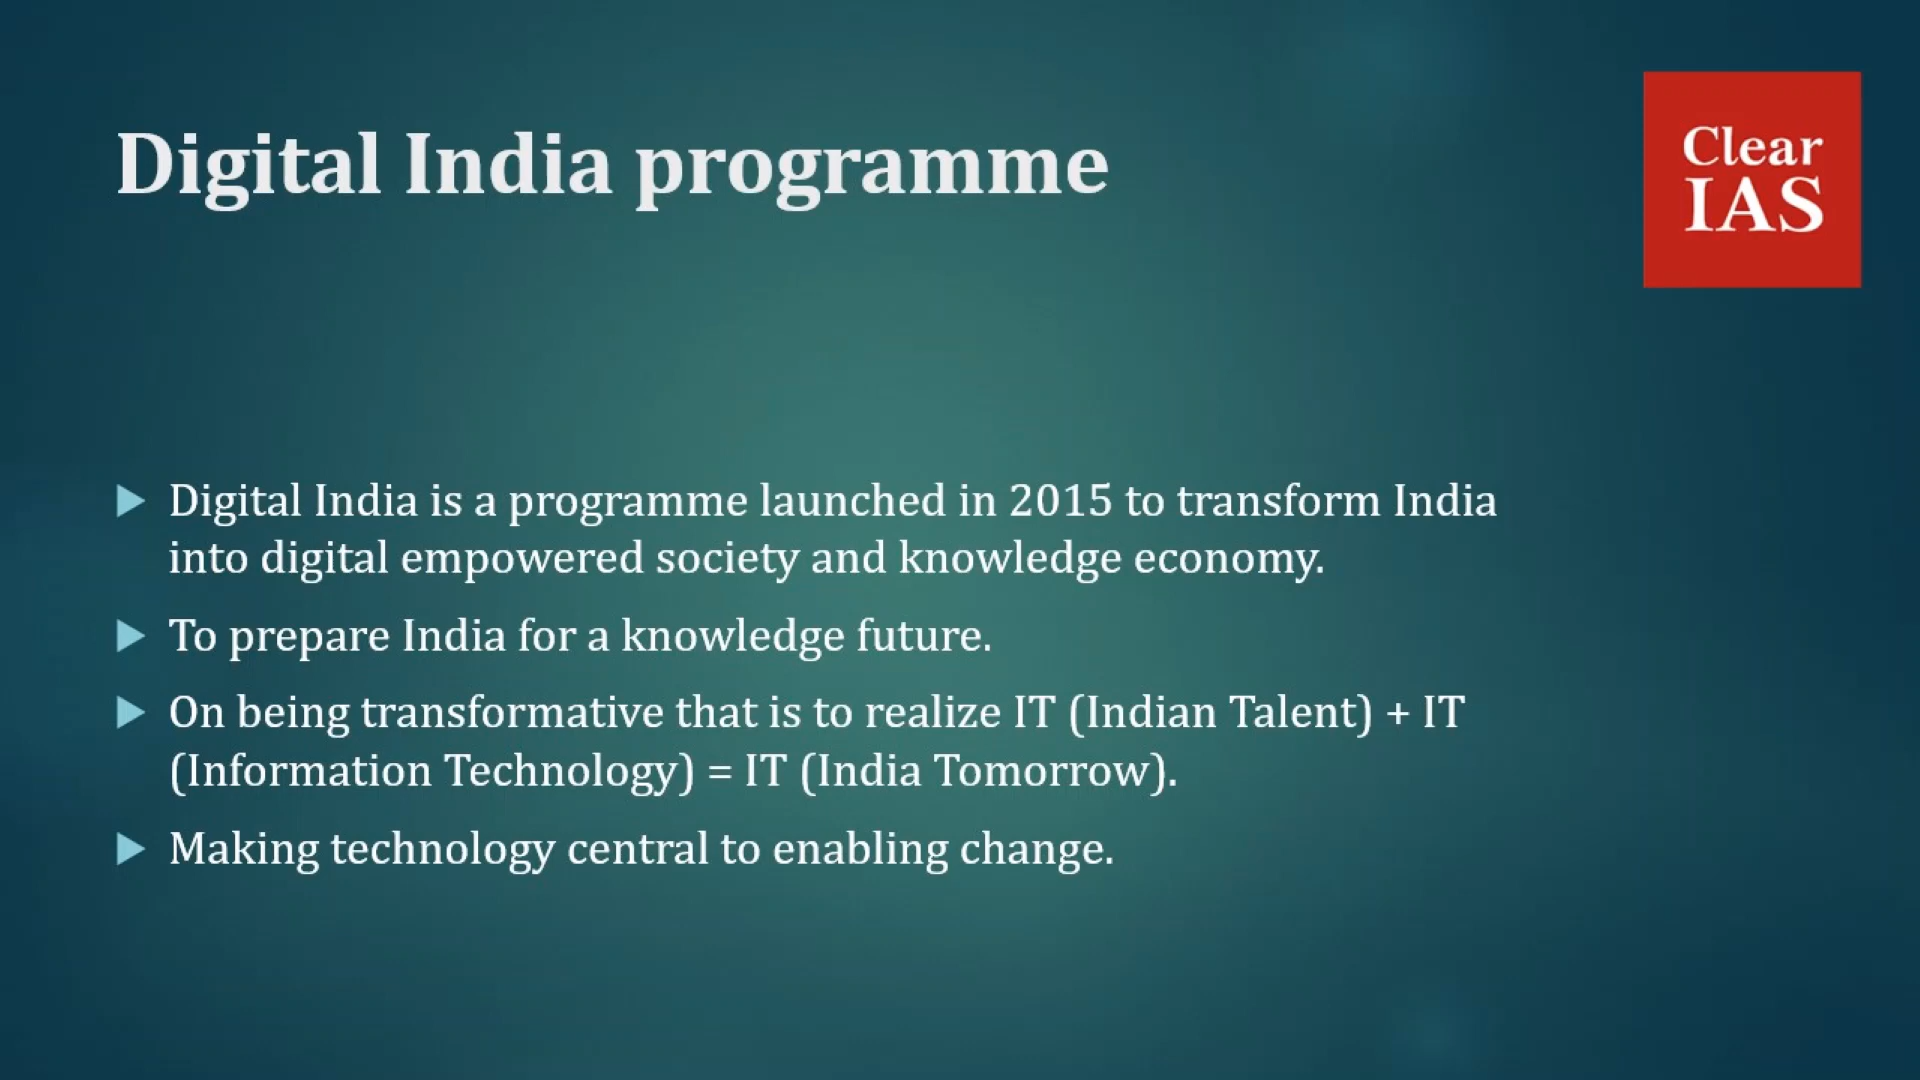 Digital India programme
Clear
IAS
Digital India is a programme launched in 2015 to transform India
into digital empowered society and knowledge economy.
To prepare India for a knowledge future.
On being transformative that is to realize IT (Indian Talent) + IT
(Information Technology) = IT (India Tomorrow).
Making technology central to enabling change.